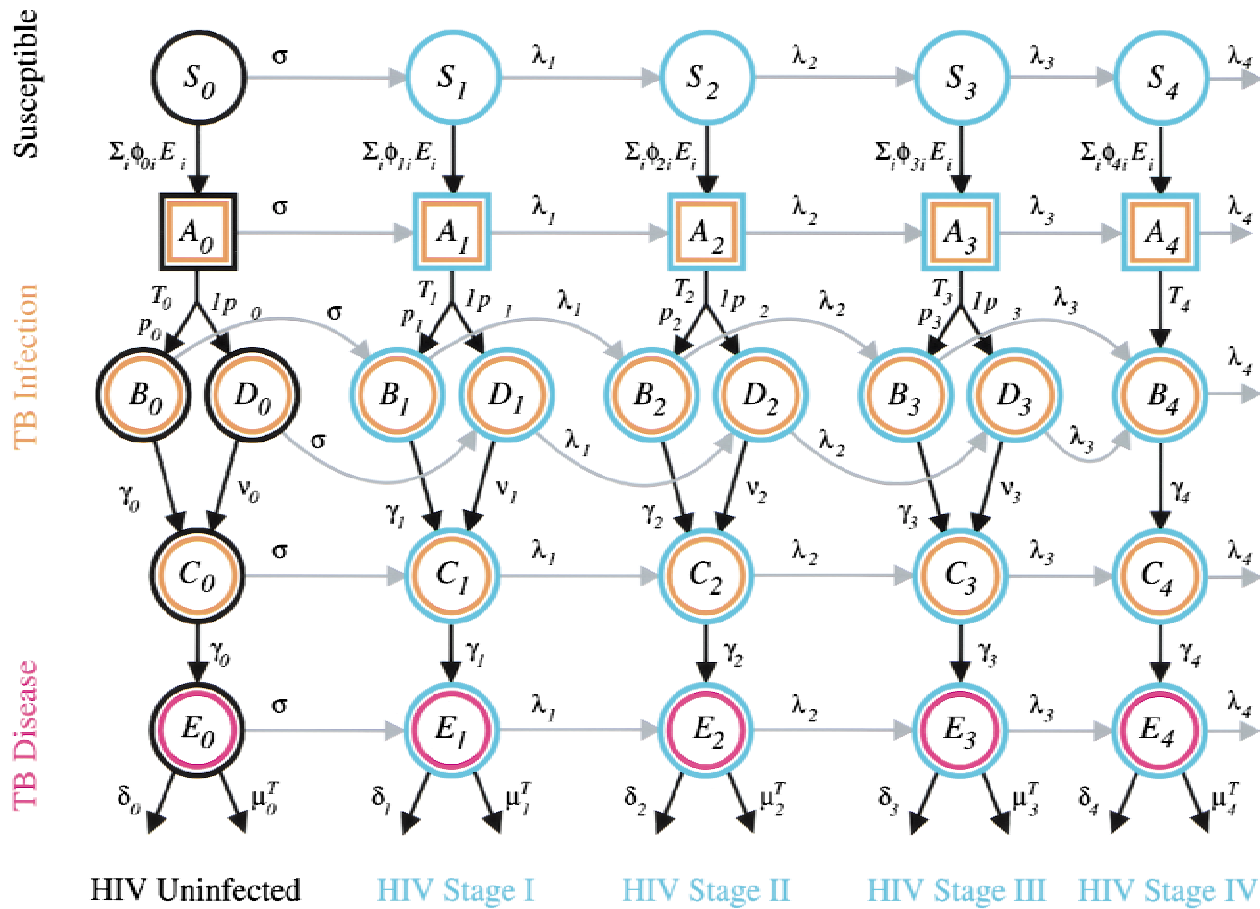 Susceptible
TB Infection
TB Disease
S0 σ S1 λ1 S2 λ2 S3 λ3 S4 λ4
Σiϕ0iEi Σiϕ1iEi Σiϕ2iEi Σiϕ3iEi Σiϕ4iEi
A0 σ A1 λ1 A2 λ2 A3 λ3 A4 λ4
T0 1p 0 T1 1p 1 T2 1p 2 T3 1p 3 T4
p0 σ p1 λ1 p2 λ2 p3 λ3
B0 D0 B1 D1 B2 D2 B3 D3 B4 λ4
σ λ1 λ2 λ3
γ0 ν0 γ1 ν1 γ2 ν2 γ3 ν3 γ4
C0 σ C1 λ1 C2 λ2 C3 λ3 C4 λ4
γ0 γ1 γ2 γ3 γ4
E0 σ E1 λ1 E2 λ2 E3 λ3 E4 λ4
δ0 μ0T δ1 μ1T δ2 μ2T δ3 μ3T δ4 μ4T
HIV Uninfected HIV Stage I HIV Stage II HIV Stage III HIV Stage IV